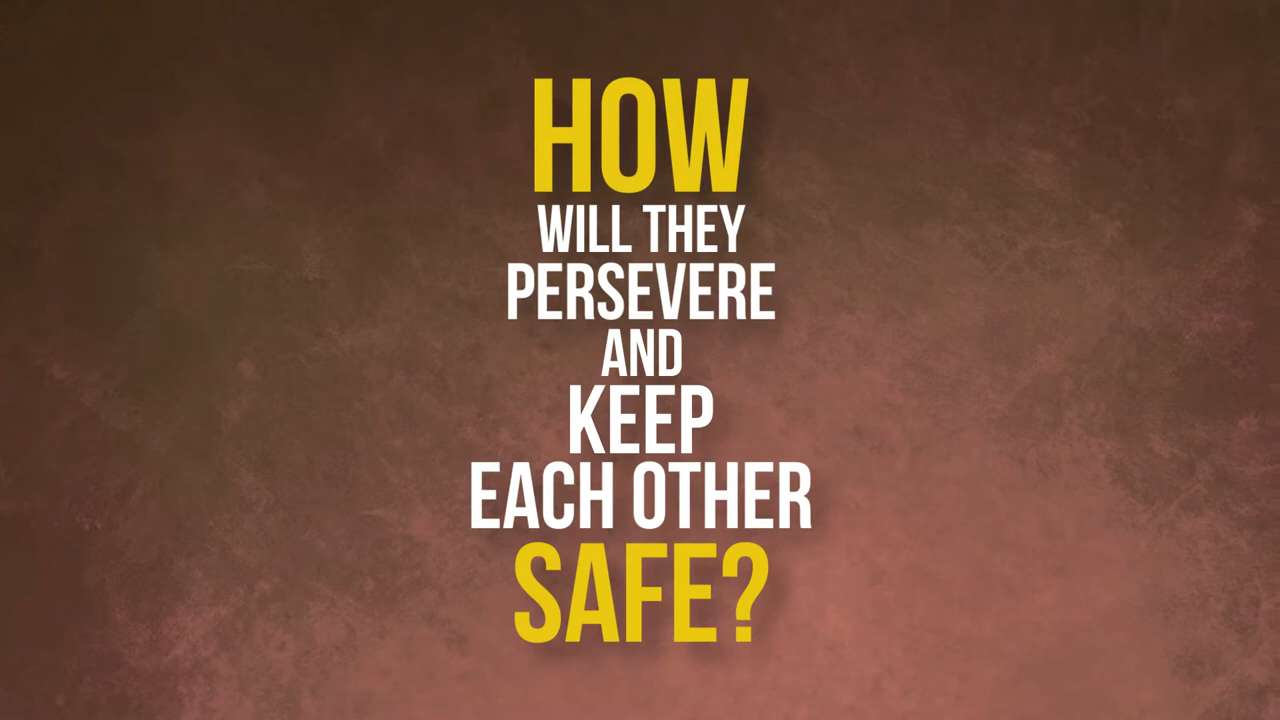 HOW
WILL THEY
PERSEVERE
AND
KEEP
EACH OTHER
SAFE?